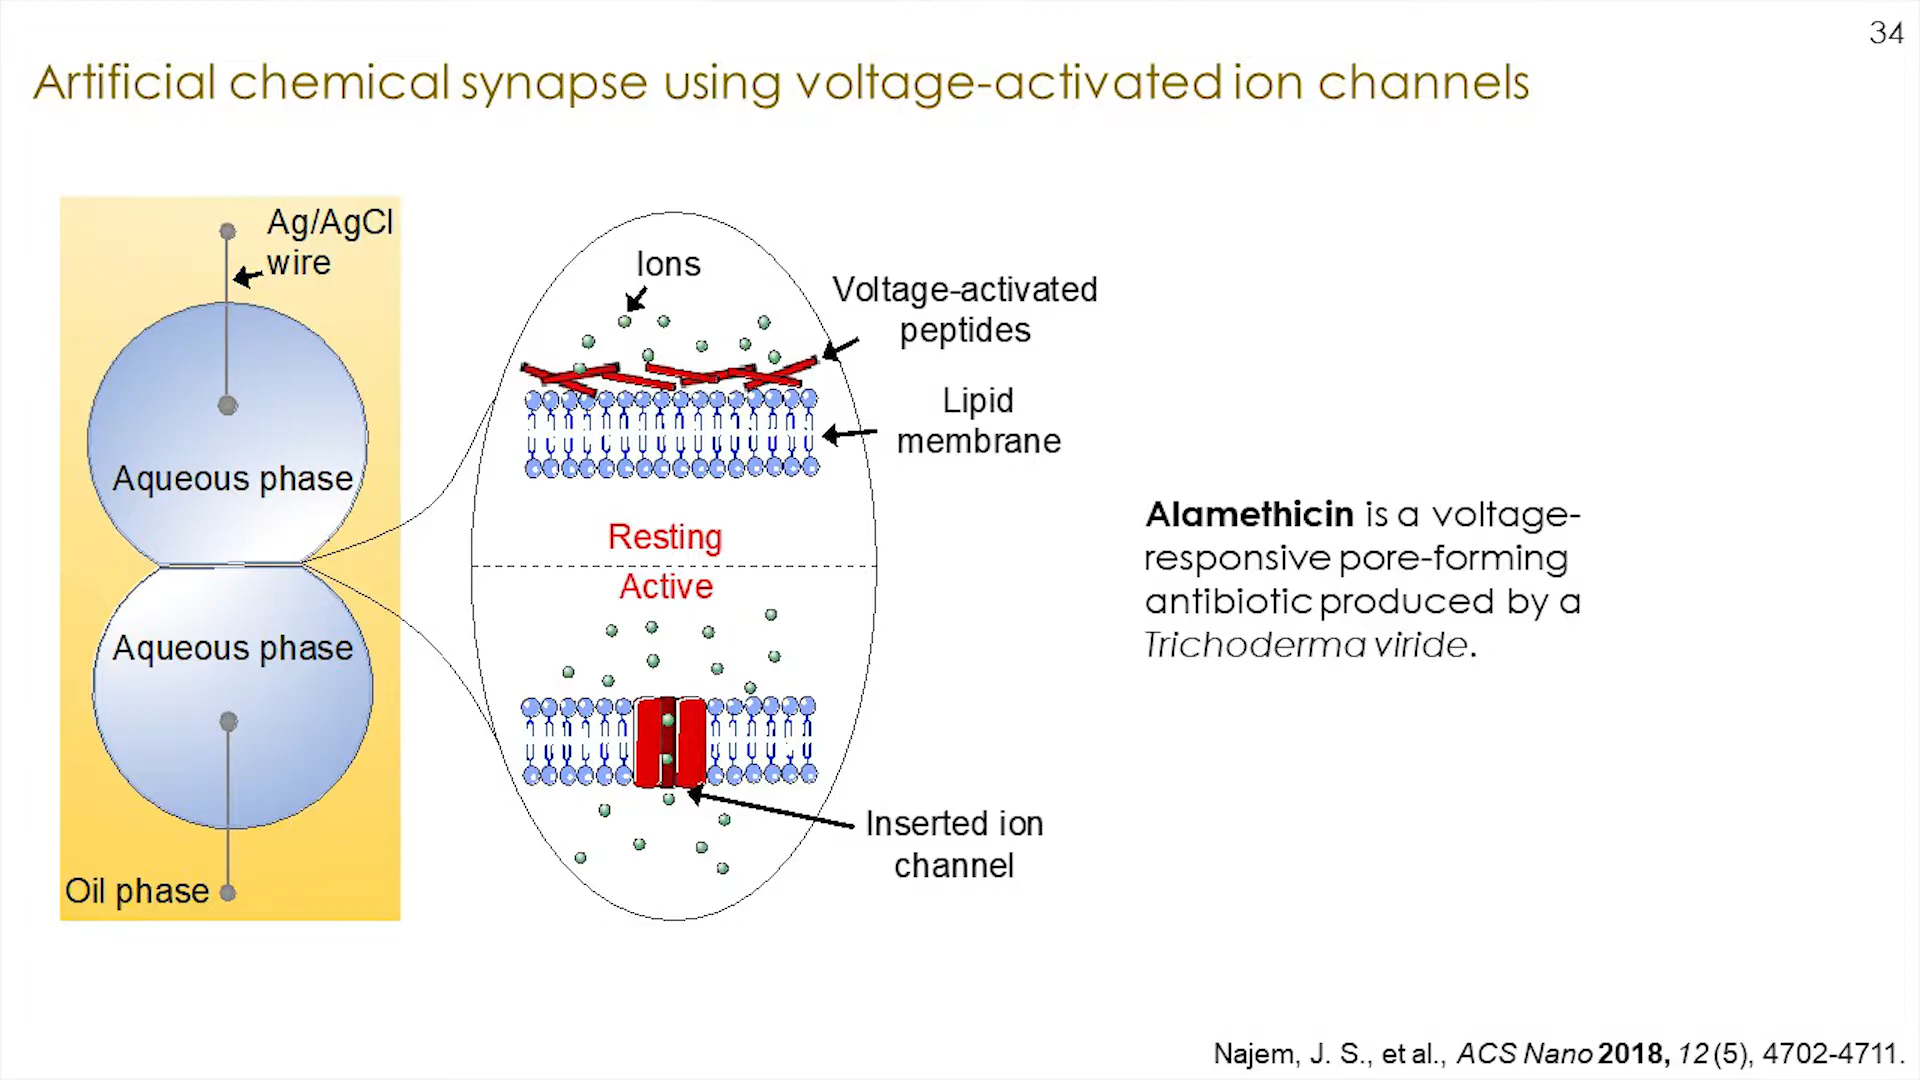 34
Artificial chemical synapse using voltage-activated ion channels
Ag/AgCl
wire
Aqueous phase
Aqueous phase
Oil phase
Ions
Voltage-activated
peptides
Lipid
membrane
Resting
Active
Inserted ion
channel
Alamethicin is a voltage-
responsive pore-forming
antibiotic produced by a
Trichoderma viride.
Najem, J. S., et al., ACS Nano 2018, 12 (5), 4702-4711.